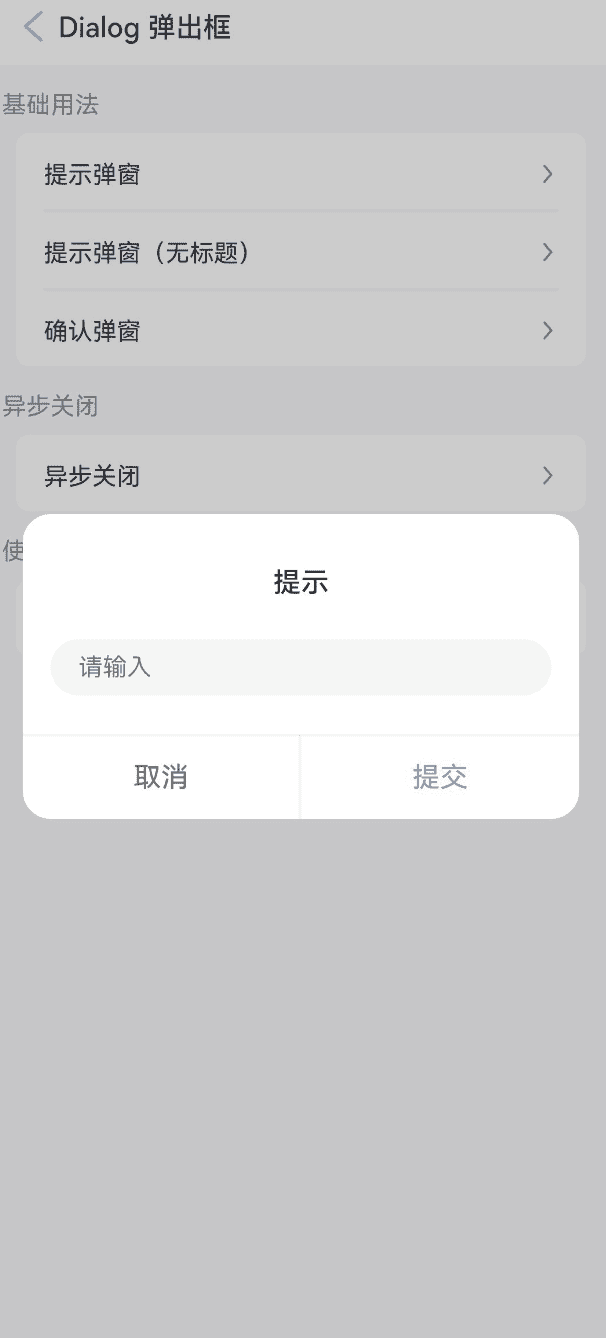 Dialog 弹出框
基础用法
提示弹窗
提示弹窗（无标题）
确认弹窗
异步关闭
异步关闭
使
提示
请输入
取消
提交